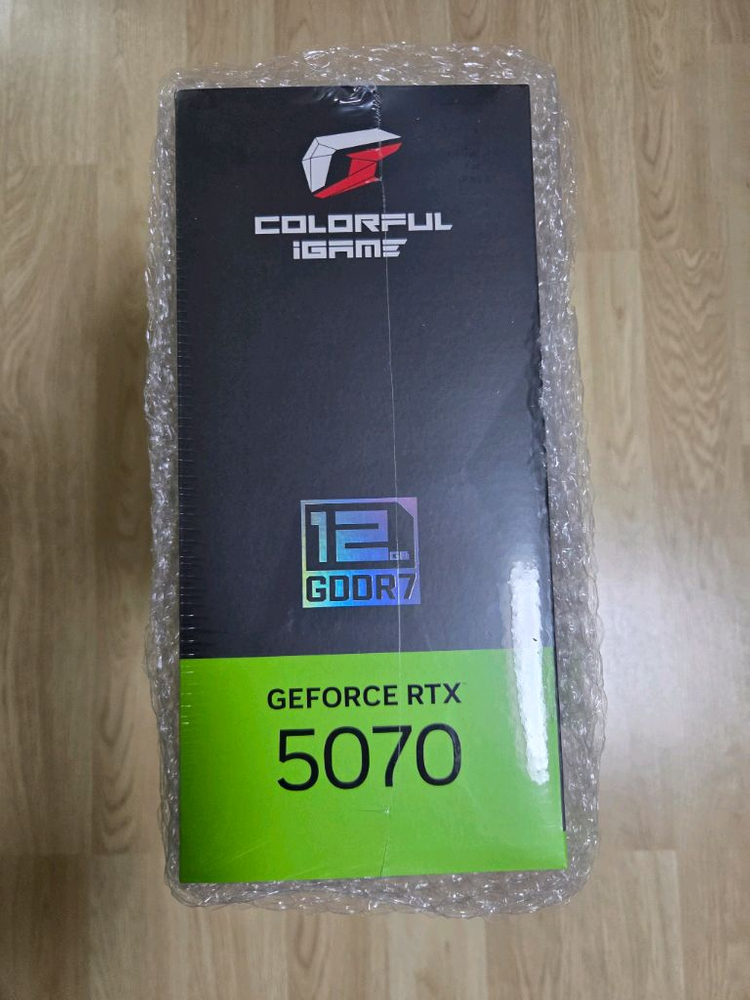 COLORFUL
iGAME
12GB
GDDR7
GEFORCE RTX
5070